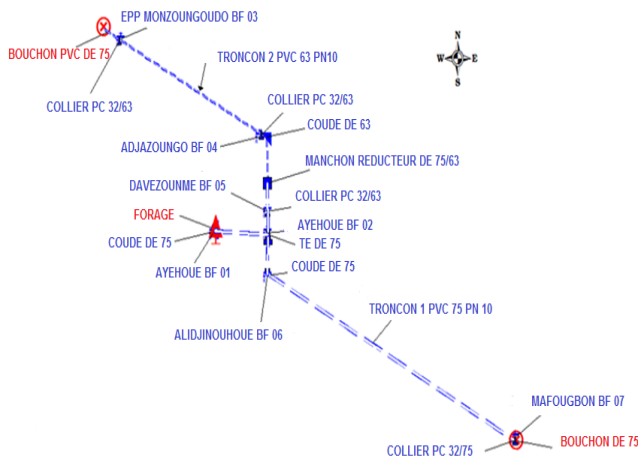 EPP MONZOUNGOUDO BF 03
BOUCHON PVC DE 75
N
W E
S
TRONCON 2 PVC 63 PN10
COLLIER PC 32/63
COLLIER PC 32/63
COUDE DE 63
ADJAZOUNGO BF 04
MANCHON REDUCTEUR DE 75/63
DAVEZOUNME BF 05
COLLIER PC 32/63
FORAGE
AYEHOUE BF 02
COUDE DE 75
TE DE 75
AYEHOUE BF 01
COUDE DE 75
TRONCON 1 PVC 75 PN 10
ALIDJINOUHOUE BF 06
MAFOUGBON BF 07
COLLIER PC 32/75
BOUCHON DE 75